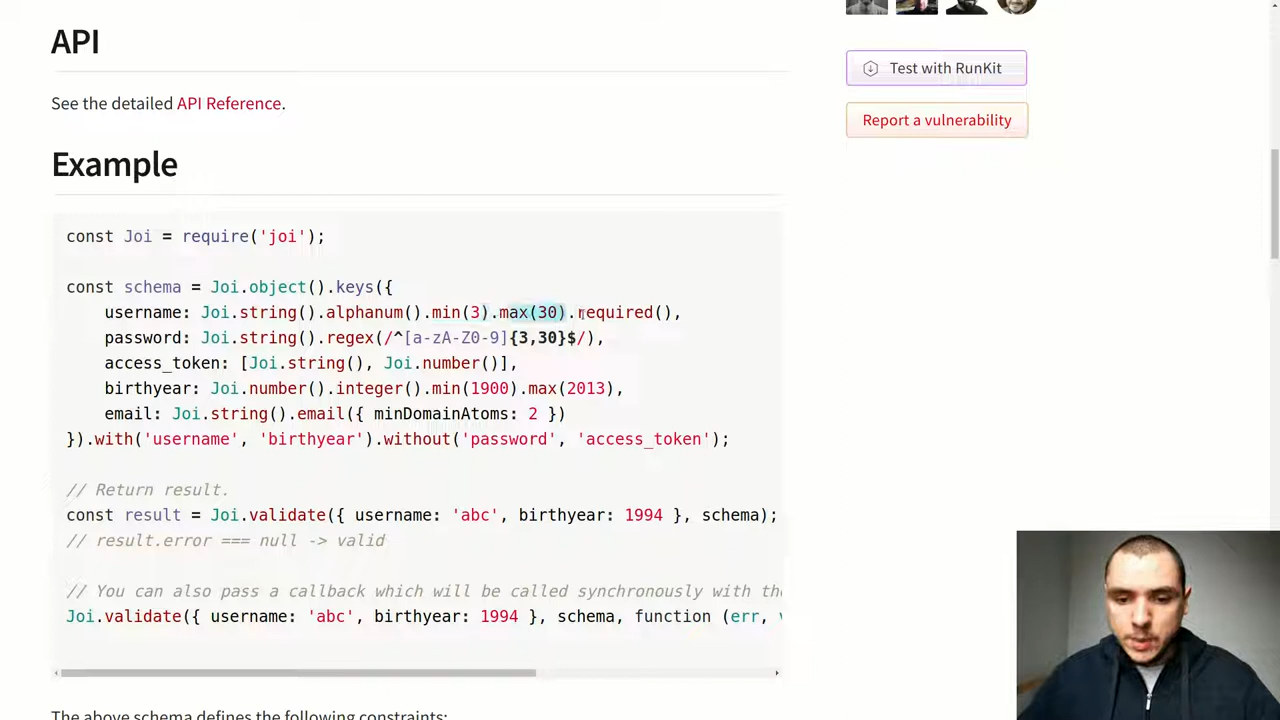 API
See the detailed API Reference.
Example
const Joi = require('joi');
const schema = Joi.object().keys({
username: Joi.string().alphanum().min(3).max(30).required(),
password: Joi.string().regex(/^[a-zA-Z0-9]{3,30}$/),
access_token: [Joi.string(), Joi.number()],
birthyear: Joi.number().integer().min(1900).max(2013),
email: Joi.string().email({ minDomainAtoms: 2 })
}).with('username', 'birthyear').without('password', 'access_token');
// Return result.
const result = Joi.validate({ username: 'abc', birthyear: 1994 }, schema);
// result.error === null -> valid
// You can also pass a callback which will be called synchronously with the
Joi.validate({ username: 'abc', birthyear: 1994 }, schema, function (err,
The above schema defines the following constraints:
Test with RunKit
Report a vulnerability